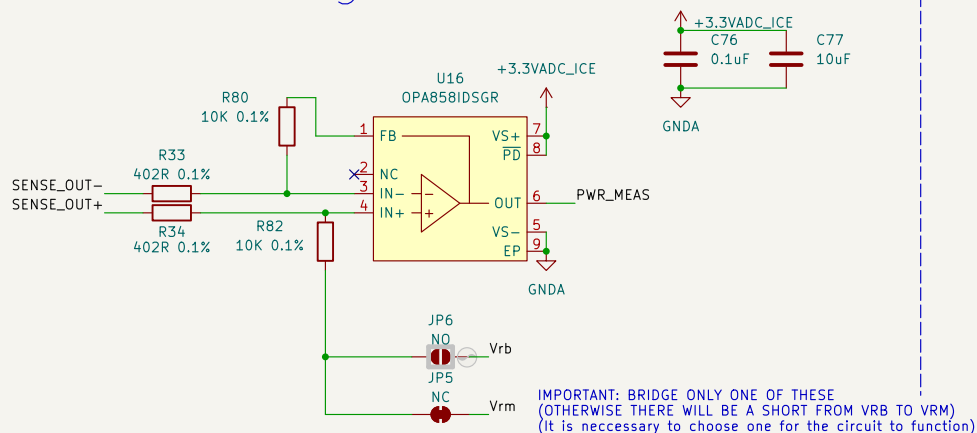 +3.3VADC_ICE
C76
0.1uF
C77
10uF
GNDA
+3.3VADC_ICE
U16
OPA858IDSGR
R80
10K 0.1%
1
FB
VS+
7
PD
8
2
NC
R33
402R 0.1%
SENSE_OUT-
3
IN-
SENSE_OUT+
4
IN+
OUT
6
PWR_MEAS
R34
402R 0.1%
R82
10K 0.1%
VS-
5
EP
9
GNDA
JP6
NO
Vrb
JP5
NC
Vrm
IMPORTANT: BRIDGE ONLY ONE OF THESE
(OTHERWISE THERE WILL BE A SHORT FROM VRB TO VRM)
(It is neccessary to choose one for the circuit to function)